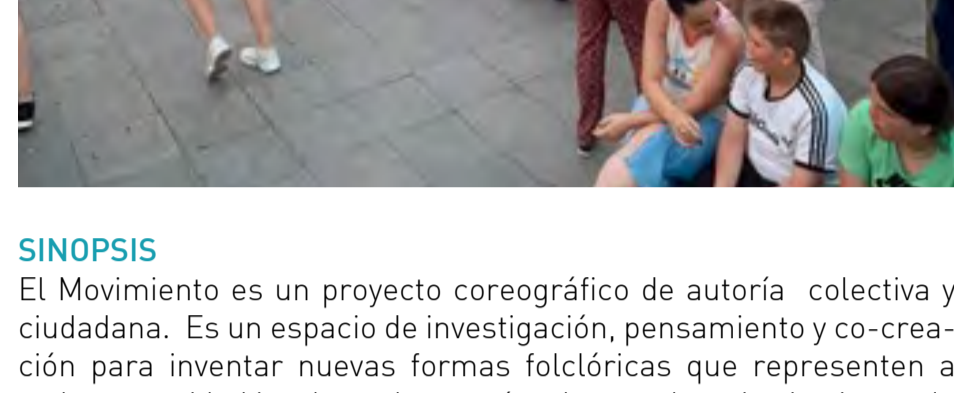 SINOPSIS
El Movimiento es un proyecto coreográfico de autoría colectiva y
ciudadana. Es un espacio de investigación, pensamiento y co-crea-
ción para inventar nuevas formas folclóricas que representen a